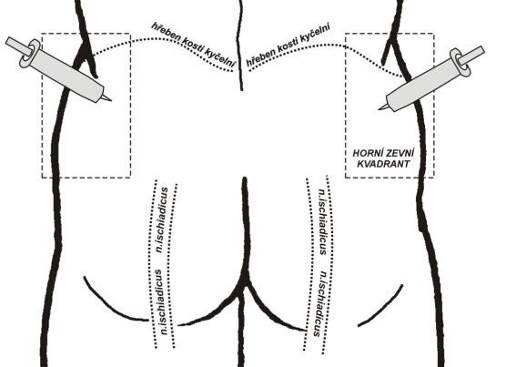 hřeben kosti kyčelní
hřeben kosti kyčelní
HORNÍ ZEVNÍ
KVADRANT
n.ischiadicus
n.ischiadicus
n.ischiadicus
n.ischiadicus